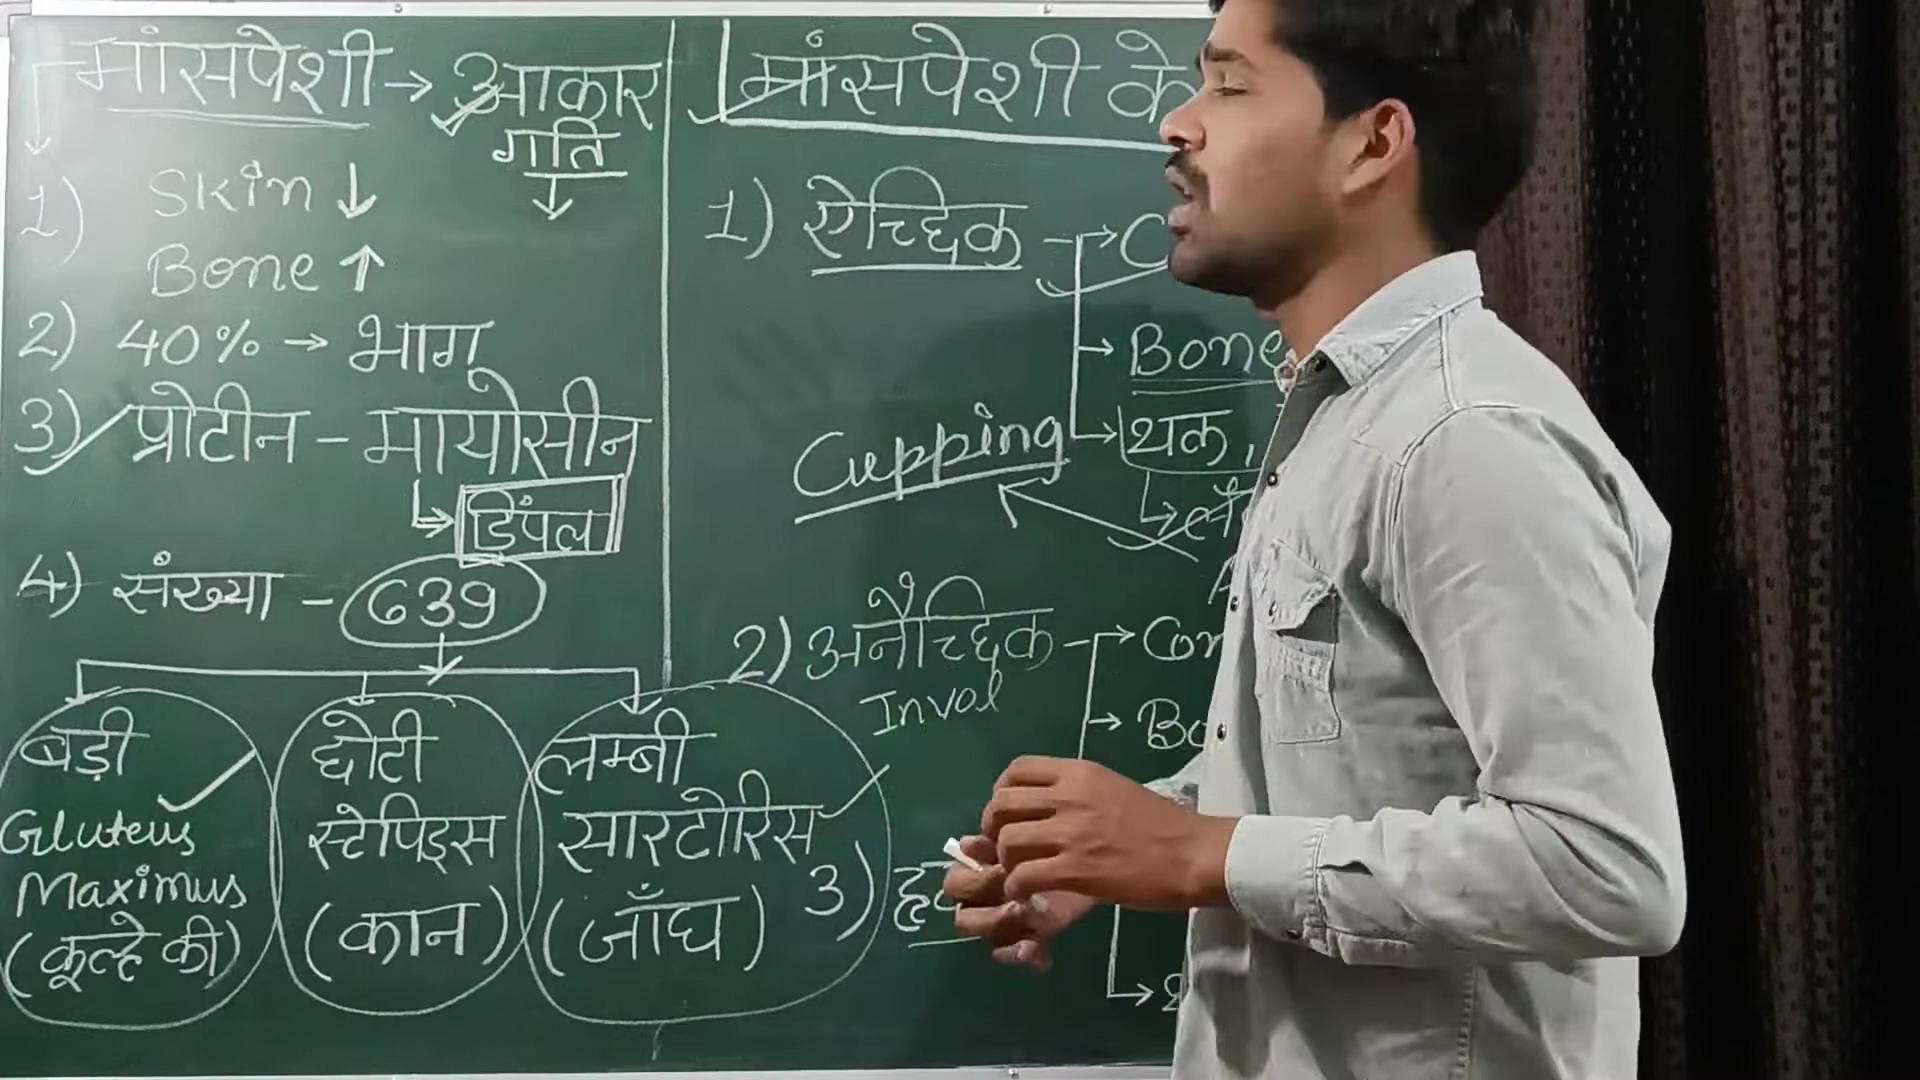 मांसपेशी → आकार
गति
1) Skin ↓
Bone ↑
2) 40% → भाग
3) प्रोटीन - मायोसीन
डिंपल
4) संख्या - 639
बड़ी
Gluteus
Maximus
(कूल्हे की)
छोटी
स्टेपिड्स
(कान)
लम्बी
सारटोरिस
(जाँघ)
मांसपेशी के
1) ऐच्छिक
Bone
थक,
Cupping
2) अनैच्छिक
Invol
3)